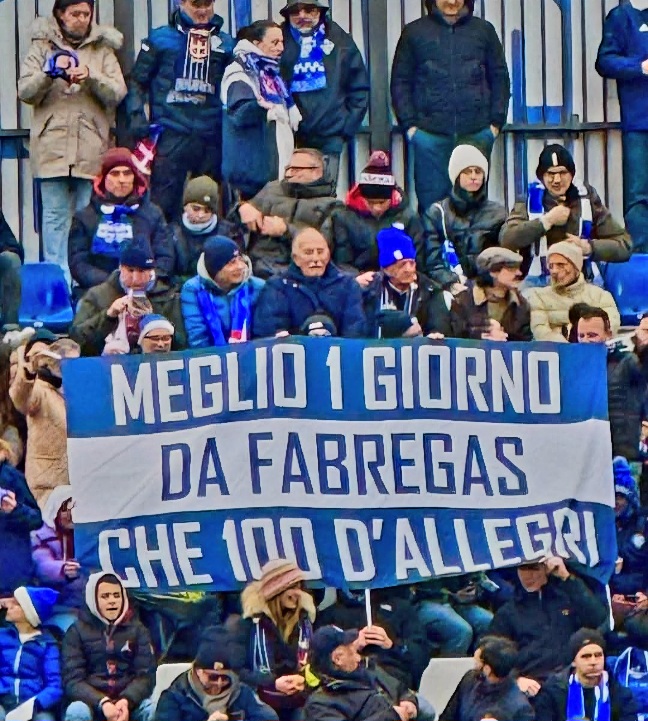 MEGLIO 1 GIORNO
DA FABREGAS
CHE 100 D'ALLEGRI